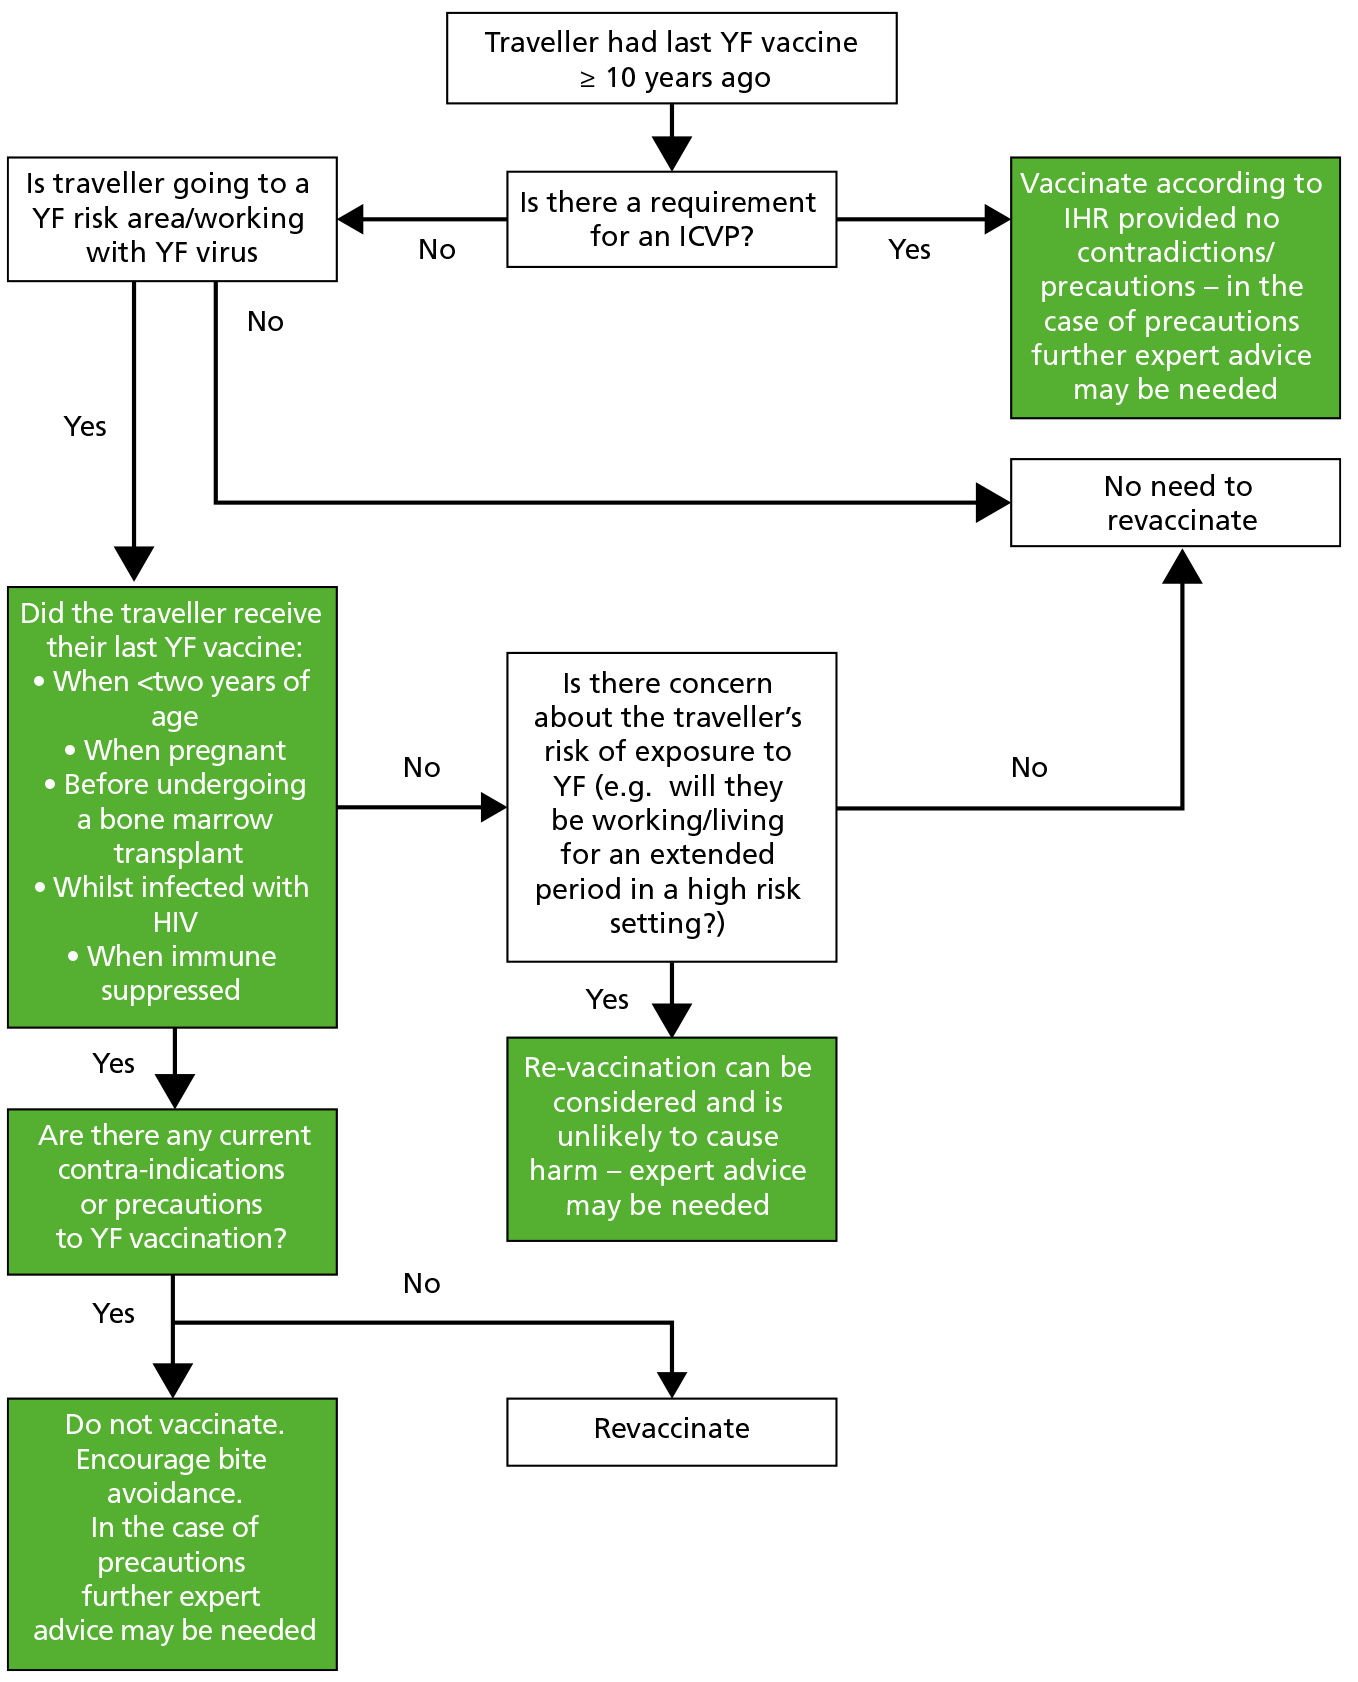 Traveller had last YF vaccine
≥ 10 years ago
Is traveller going to a
YF risk area/working
with YF virus
No
Is there a requirement
for an ICVP?
Yes
Vaccinate according to
IHR provided no
contradictions/
precautions – in the
case of precautions
further expert advice
may be needed
No
Yes
No need to
revaccinate
Did the traveller receive
their last YF vaccine:
• When <two years of
age
• When pregnant
• Before undergoing
a bone marrow
transplant
• Whilst infected with
HIV
• When immune
suppressed
No
Is there concern
about the traveller’s
risk of exposure to
YF (e.g. will they
be working/living
for an extended
period in a high risk
setting?)
No
Yes
Yes
Re-vaccination can be
considered and is
unlikely to cause
harm – expert advice
may be needed
Are there any current
contra-indications
or precautions
to YF vaccination?
No
Yes
Revaccinate
Do not vaccinate.
Encourage bite
avoidance.
In the case of
precautions
further expert
advice may be needed